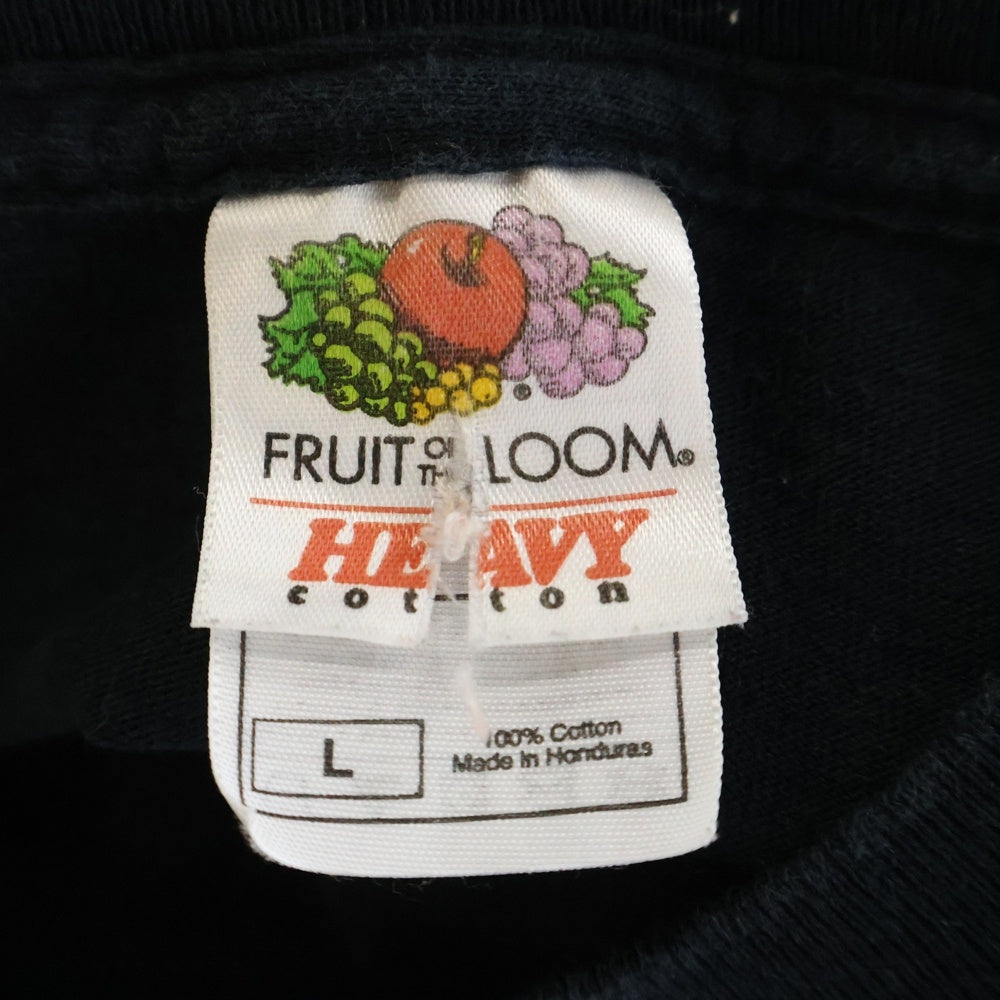 ®
FRUIT OF THE LOOM®
HEAVY
cotton
L
100% Cotton
Made in Honduras